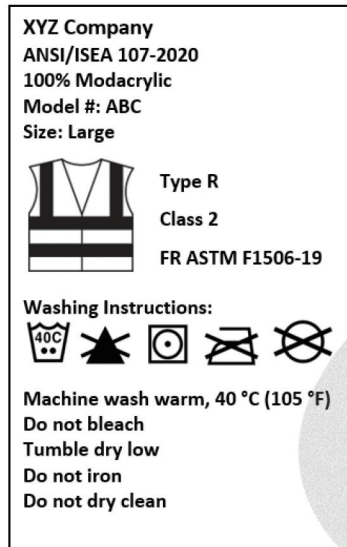 XYZ Company
ANSI/ISEA 107-2020
100% Modacrylic
Model #: ABC
Size: Large
Type R
Class 2
FR ASTM F1506-19
Washing Instructions:
40C
Machine wash warm, 40 °C (105 °F)
Do not bleach
Tumble dry low
Do not iron
Do not dry clean